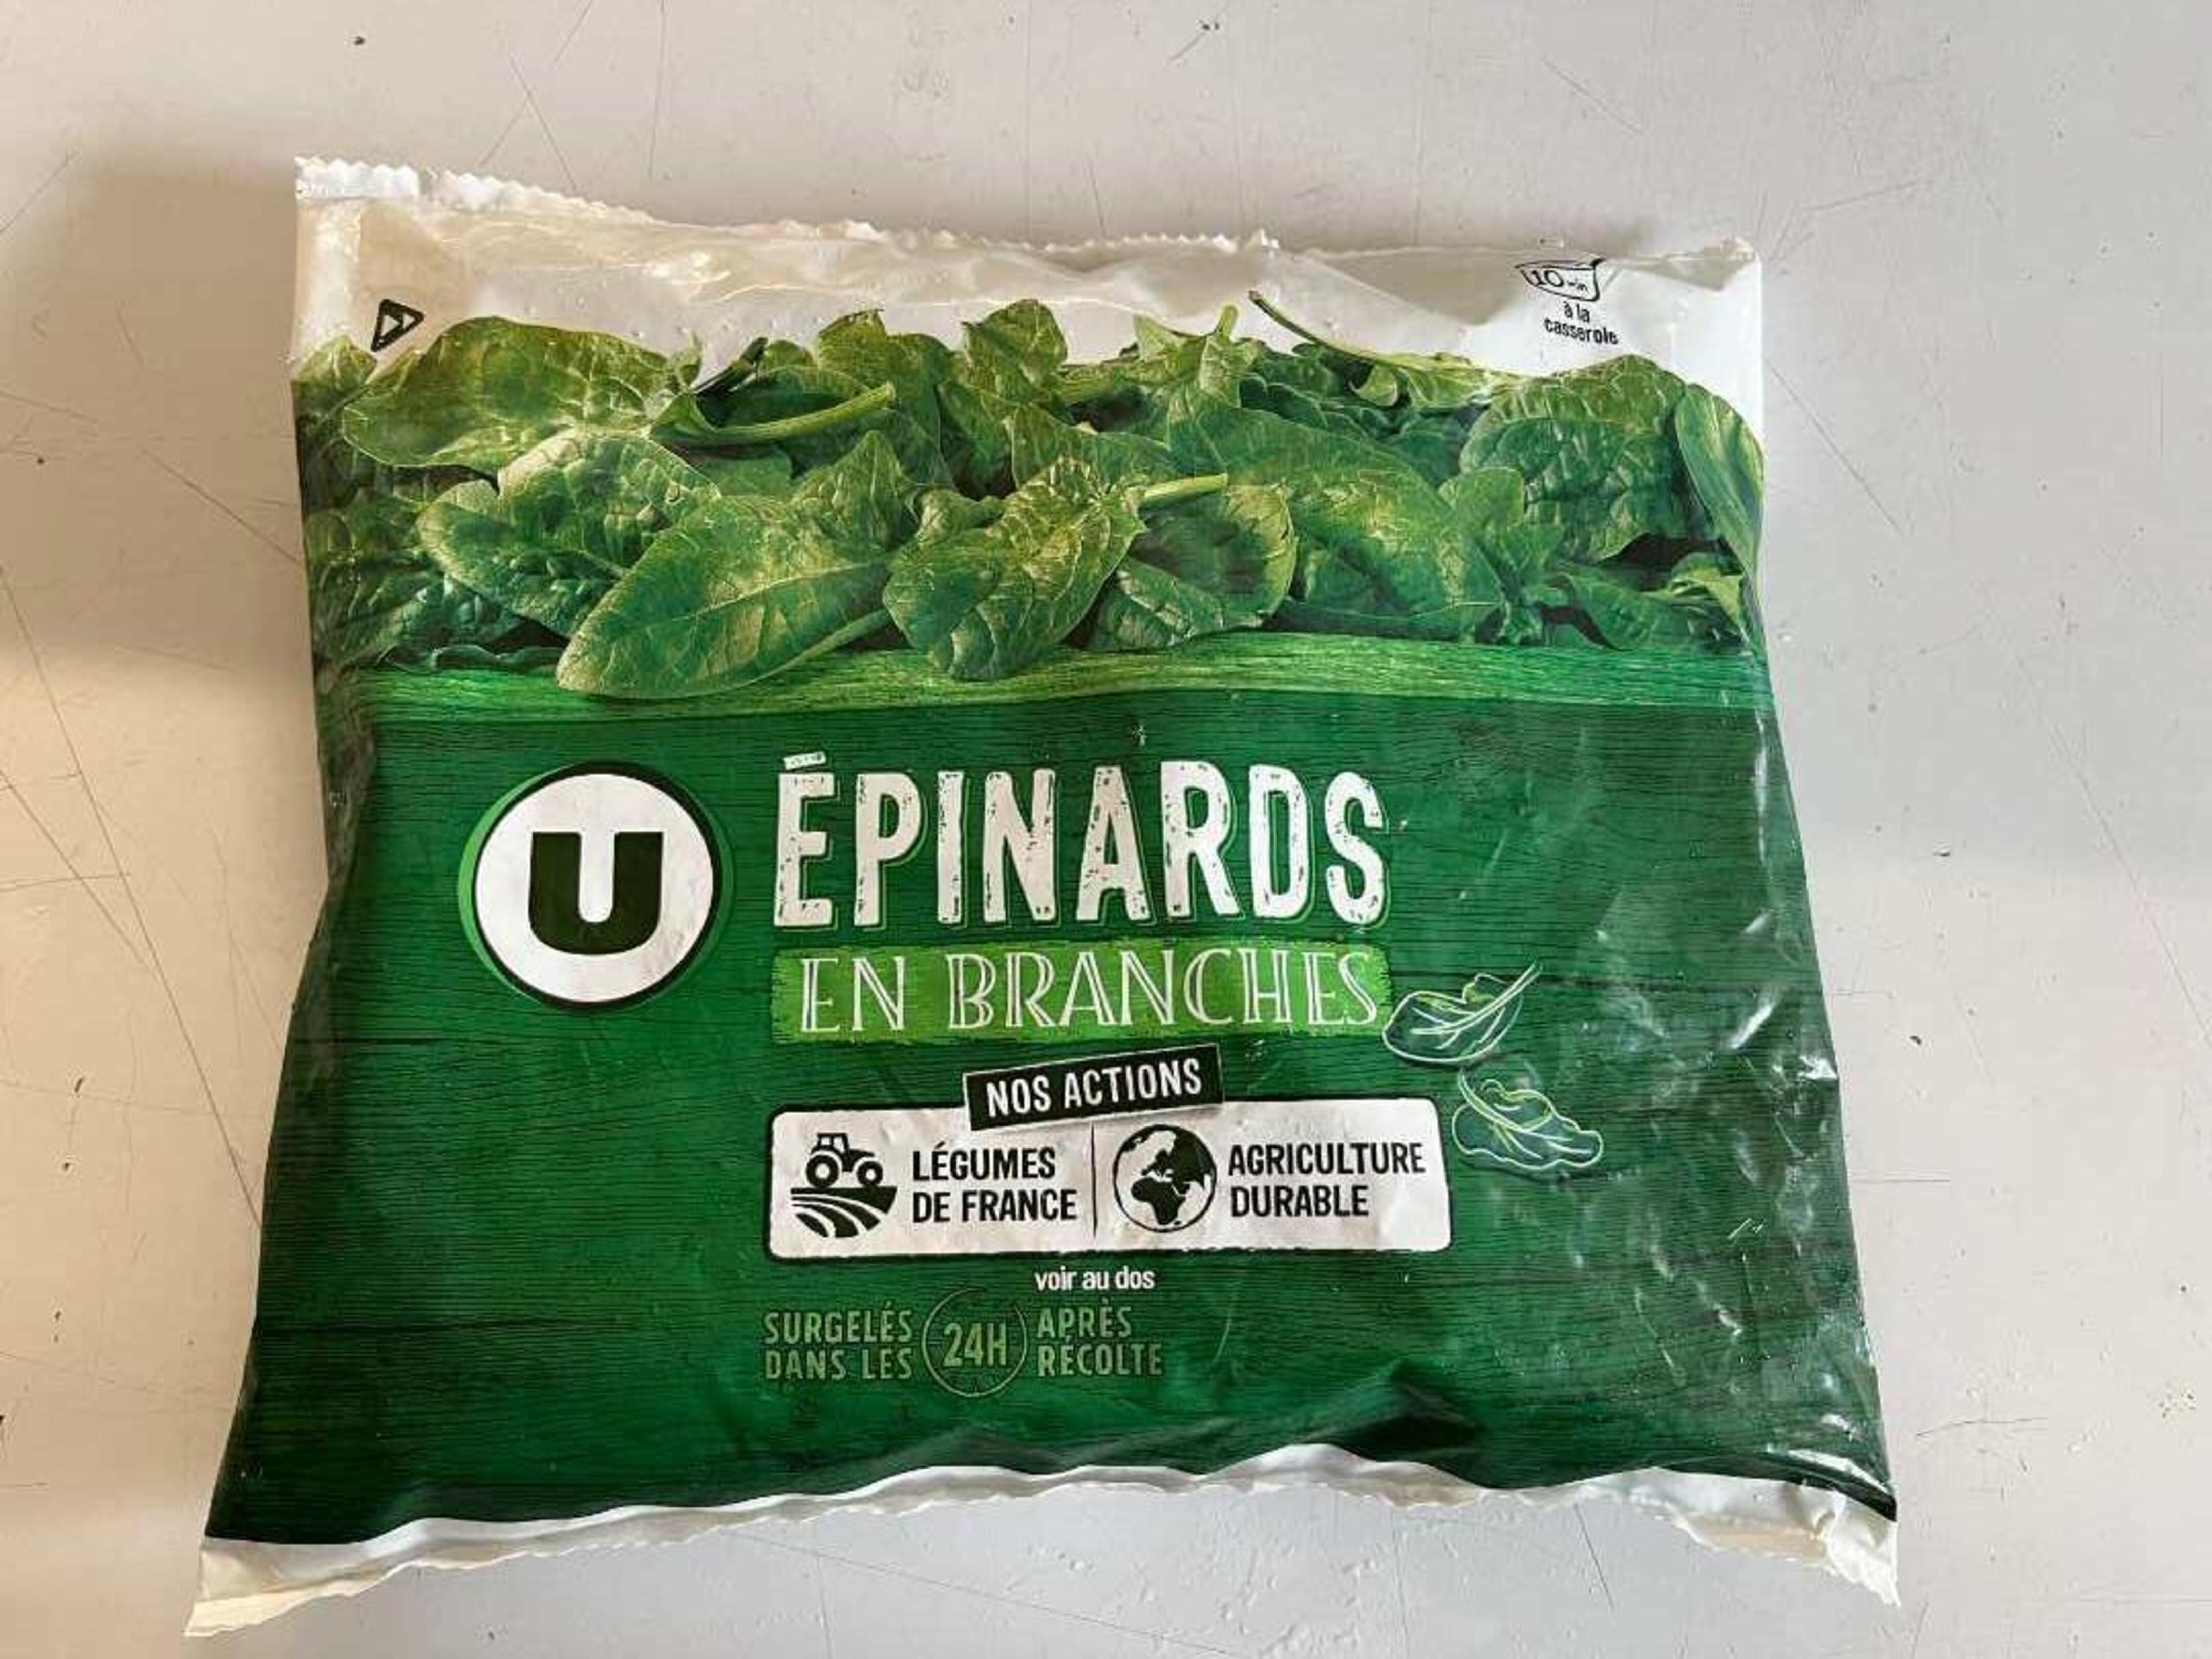 10 min
à la
casserole
U
ÉPINARDS
EN BRANCHES
NOS ACTIONS
LÉGUMES
DE FRANCE
AGRICULTURE
DURABLE
voir au dos
SURGELÉS
DANS LES
24H
APRÈS
RÉCOLTE